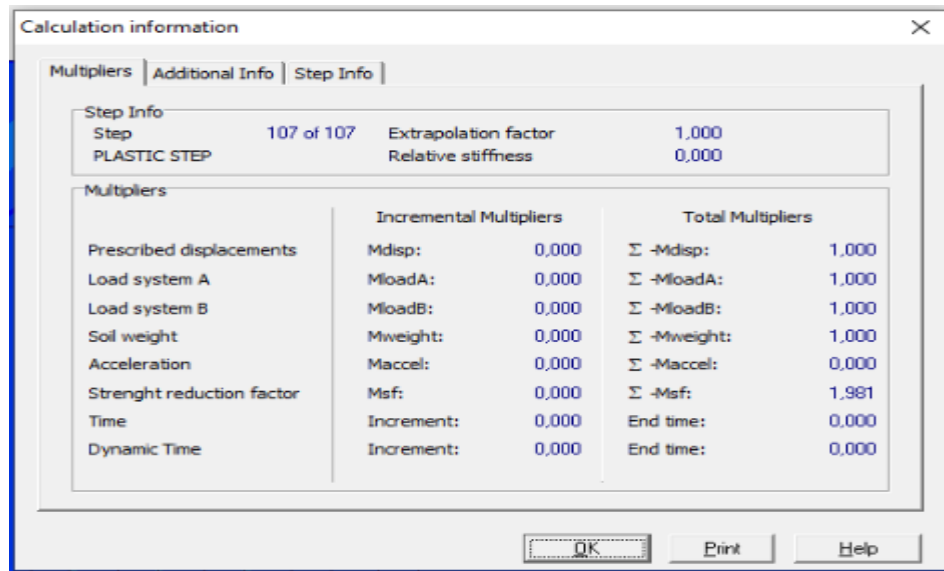 Calculation information
Multipliers Additional Info Step Info
Step Info
Step 107 of 107 Extrapolation factor 1,000
PLASTIC STEP Relative stiffness 0,000
Multipliers
Incremental Multipliers Total Multipliers
Prescribed displacements Mdisp: 0,000 Σ -Mdisp: 1,000
Load system A MloadA: 0,000 Σ -MloadA: 1,000
Load system B MloadB: 0,000 Σ -MloadB: 1,000
Soil weight Mweight: 0,000 Σ -Mweight: 1,000
Acceleration Maccel: 0,000 Σ -Maccel: 0,000
Strenght reduction factor Msf: 0,000 Σ -Msf: 1,981
Time Increment: 0,000 End time: 0,000
Dynamic Time Increment: 0,000 End time: 0,000
OK Print Help